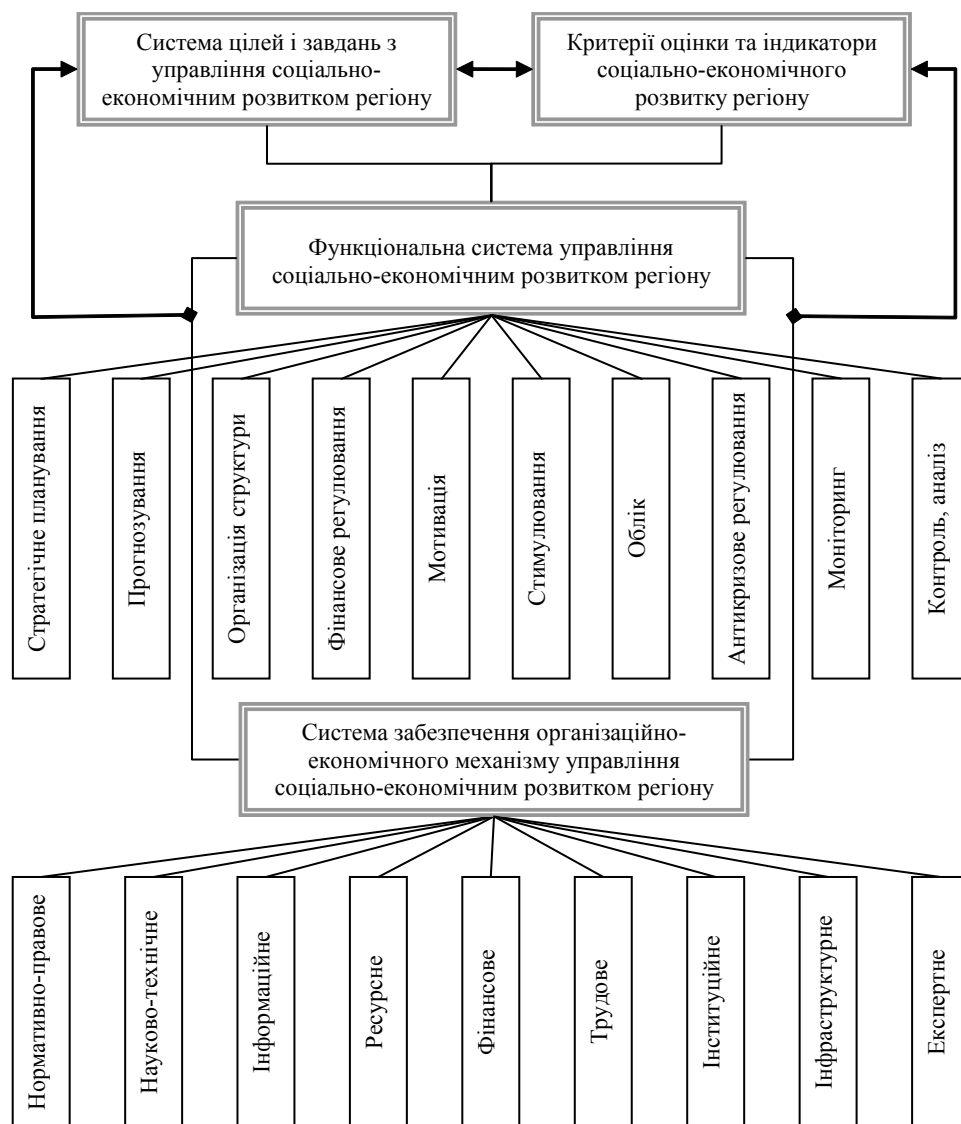 Система цілей і завдань з
управління соціально-
економічним розвитком регіону
Критерії оцінки та індикатори
соціально-економічного
розвитку регіону
Функціональна система управління
соціально-економічним розвитком регіону
Стратегічне планування
Прогнозування
Організація структури
Фінансове регулювання
Мотивація
Стимулювання
Облік
Антикризове регулювання
Моніторинг
Контроль, аналіз
Система забезпечення організаційно-
економічного механізму управління
соціально-економічним розвитком регіону
Нормативно-правове
Науково-технічне
Інформаційне
Ресурсне
Фінансове
Трудове
Інституційне
Інфраструктурне
Експертне